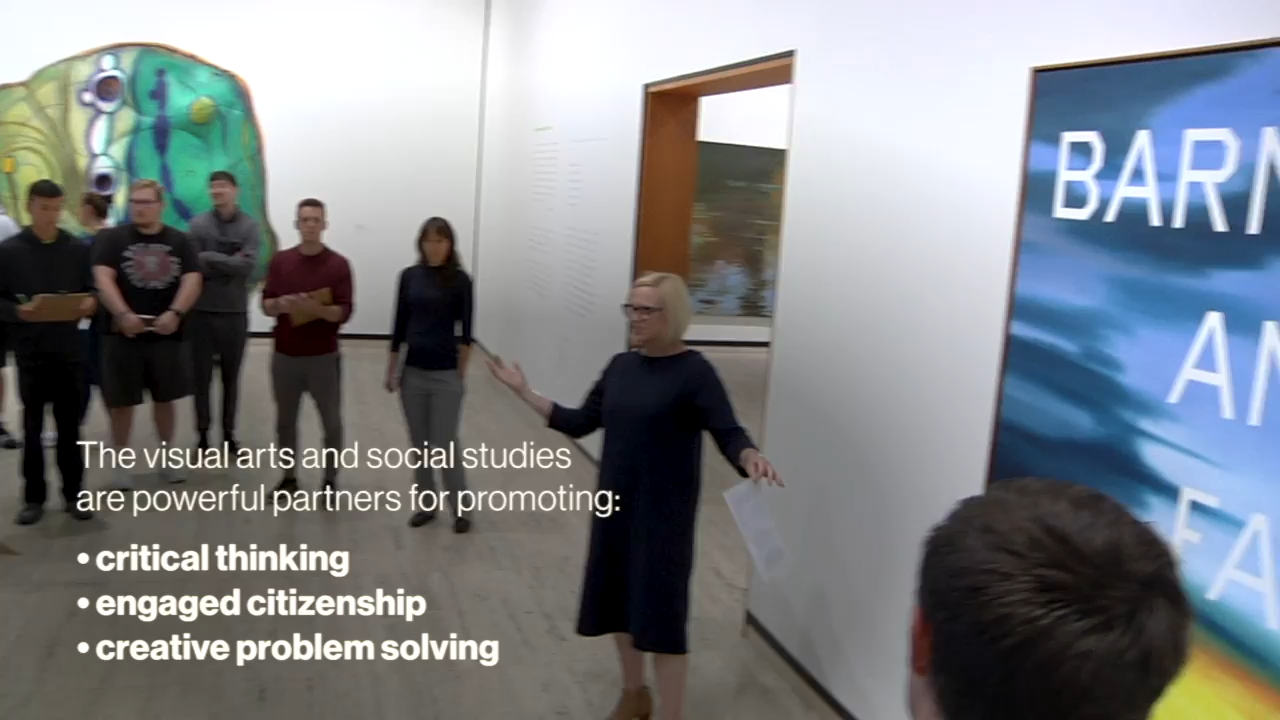 The visual arts and social studies
are powerful partners for promoting:
• critical thinking
• engaged citizenship
• creative problem solving
BARN
AN
FA